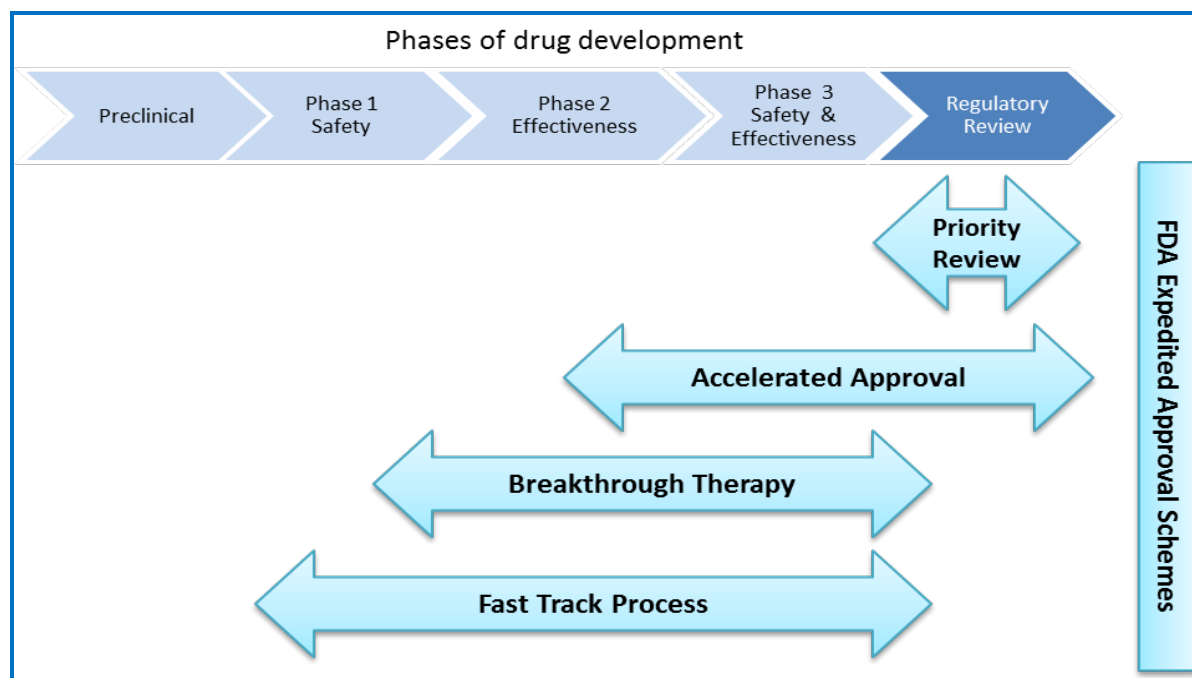 Phases of drug development
Preclinical
Phase 1
Safety
Phase 2
Effectiveness
Phase 3
Safety &
Effectiveness
Regulatory
Review
Priority
Review
Accelerated Approval
Breakthrough Therapy
Fast Track Process
FDA Expedited Approval Schemes